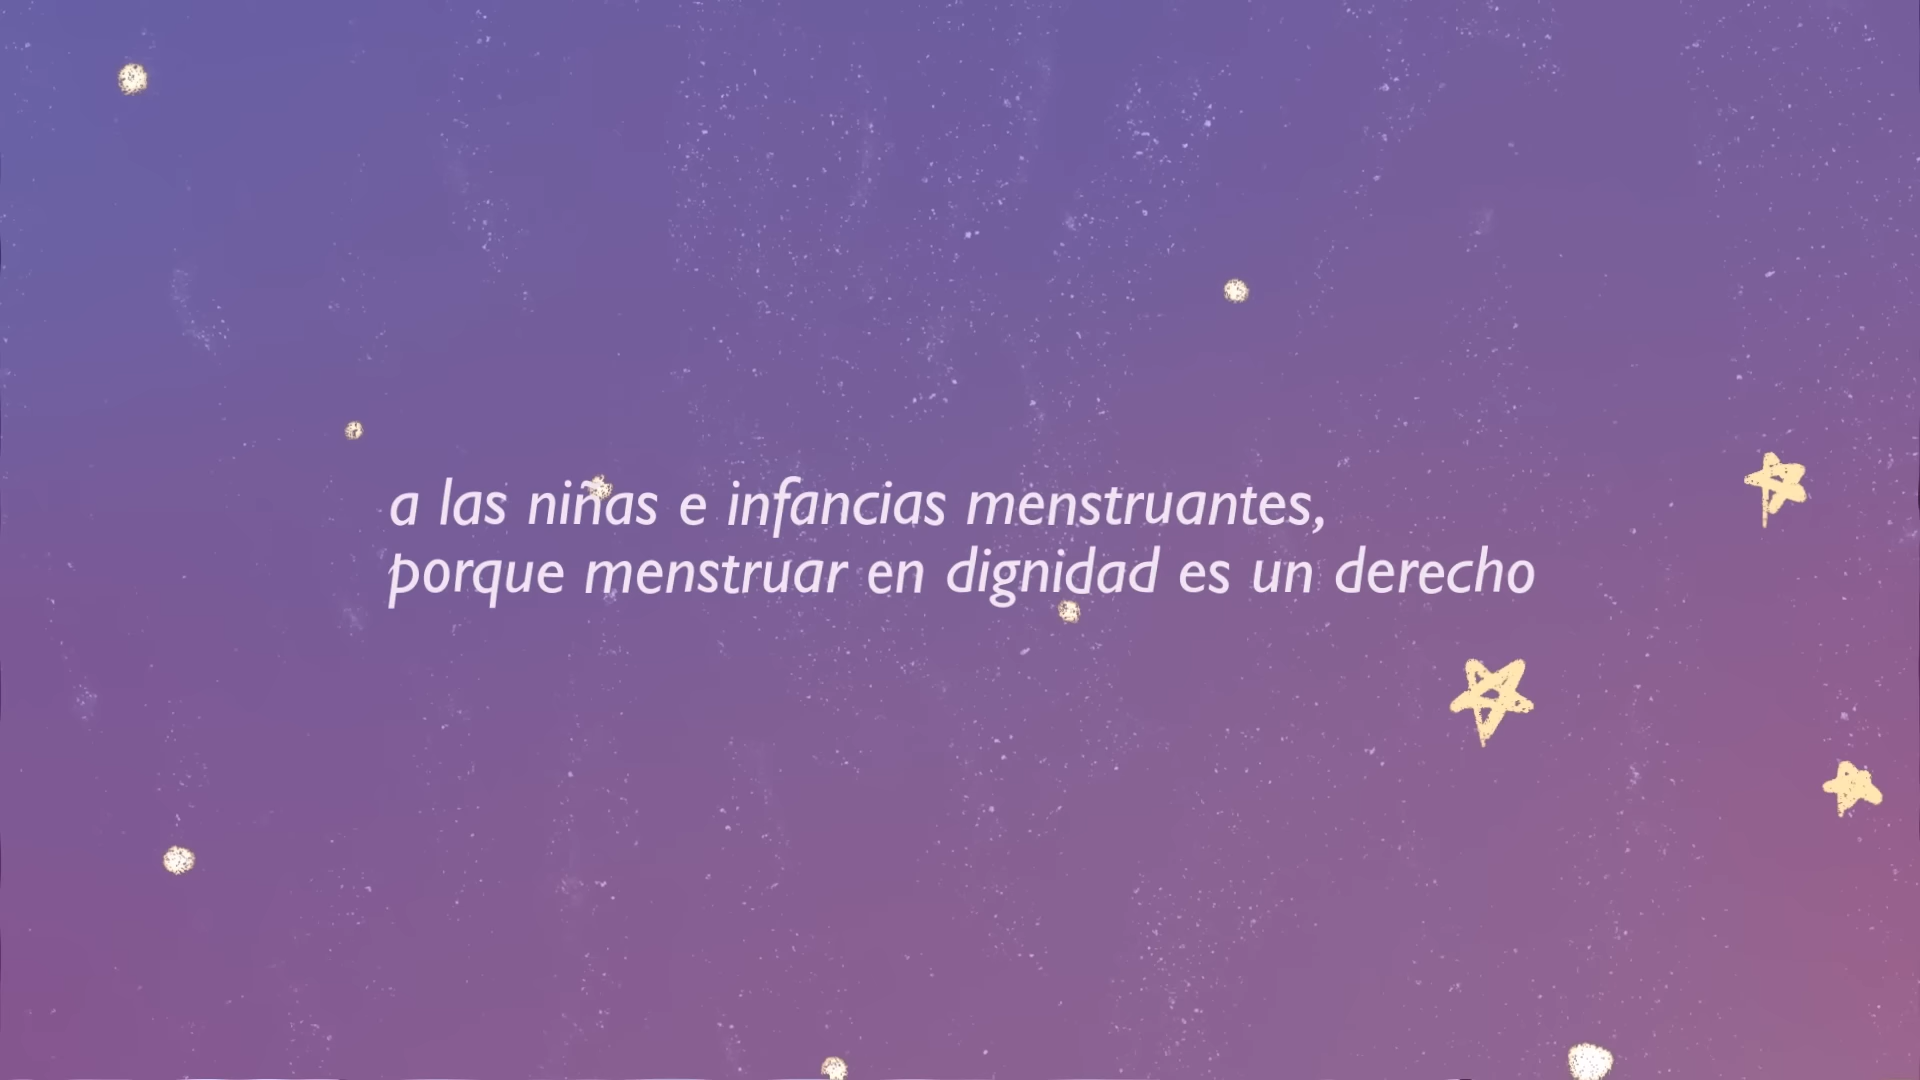 a las niñas e infancias menstruantes,
porque menstruar en dignidad es un derecho